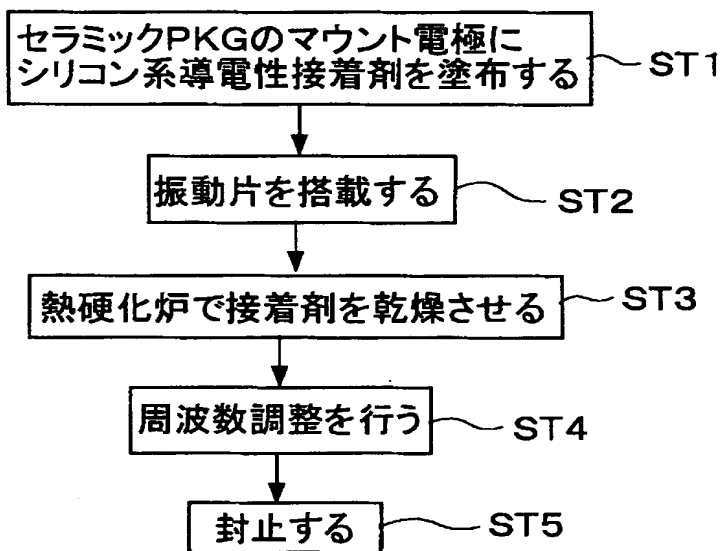 セラミックPKGのマウント電極に
シリコン系導電性接着剤を塗布する
ST1
振動片を搭載する
ST2
熱硬化炉で接着剤を乾燥させる
ST3
周波数調整を行う
ST4
封止する
ST5